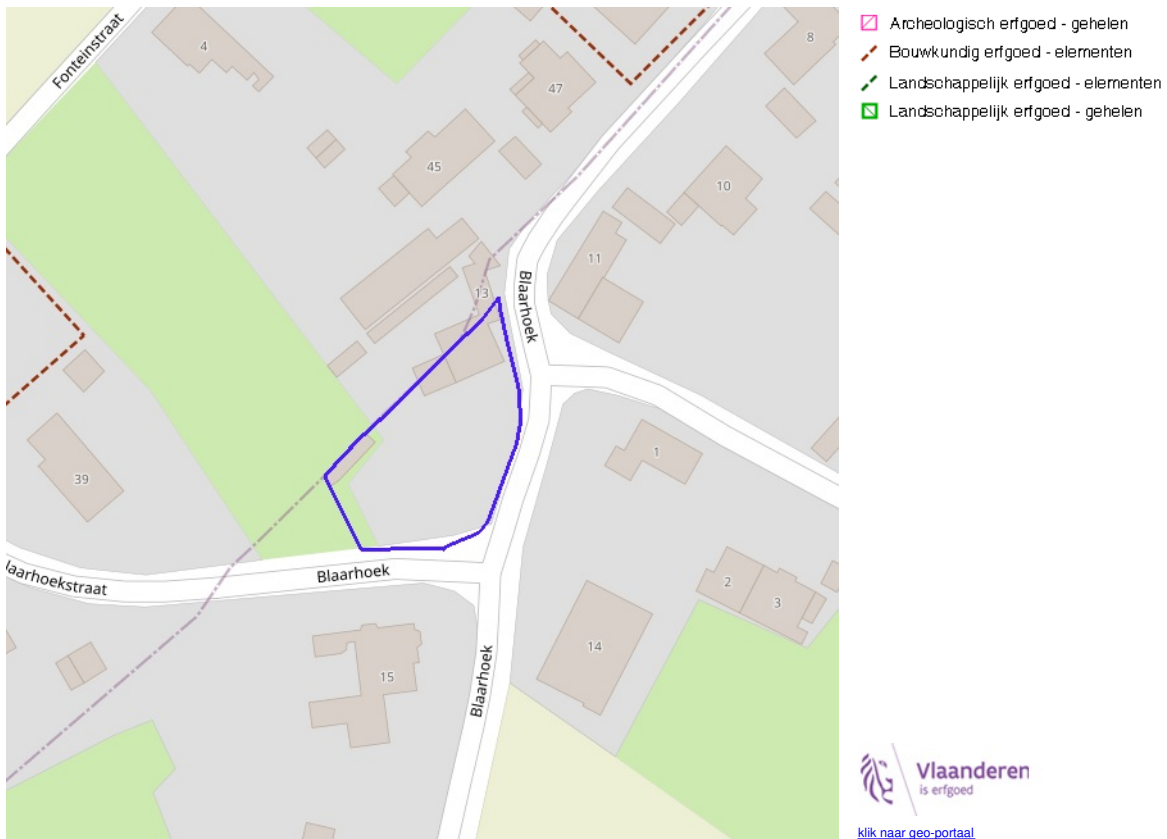 Fonteinstraat
4
47
8
45
10
11
13
Blaarhoek
39
1
laarhoekstraat
Blaarhoek
2
3
14
15
Blaarhoek
Archeologisch erfgoed - gehelen
Bouwkundig erfgoed - elementen
Landschappelijk erfgoed - elementen
Landschappelijk erfgoed - gehelen
Vlaanderen
is erfgoed
klik naar geo-portaal